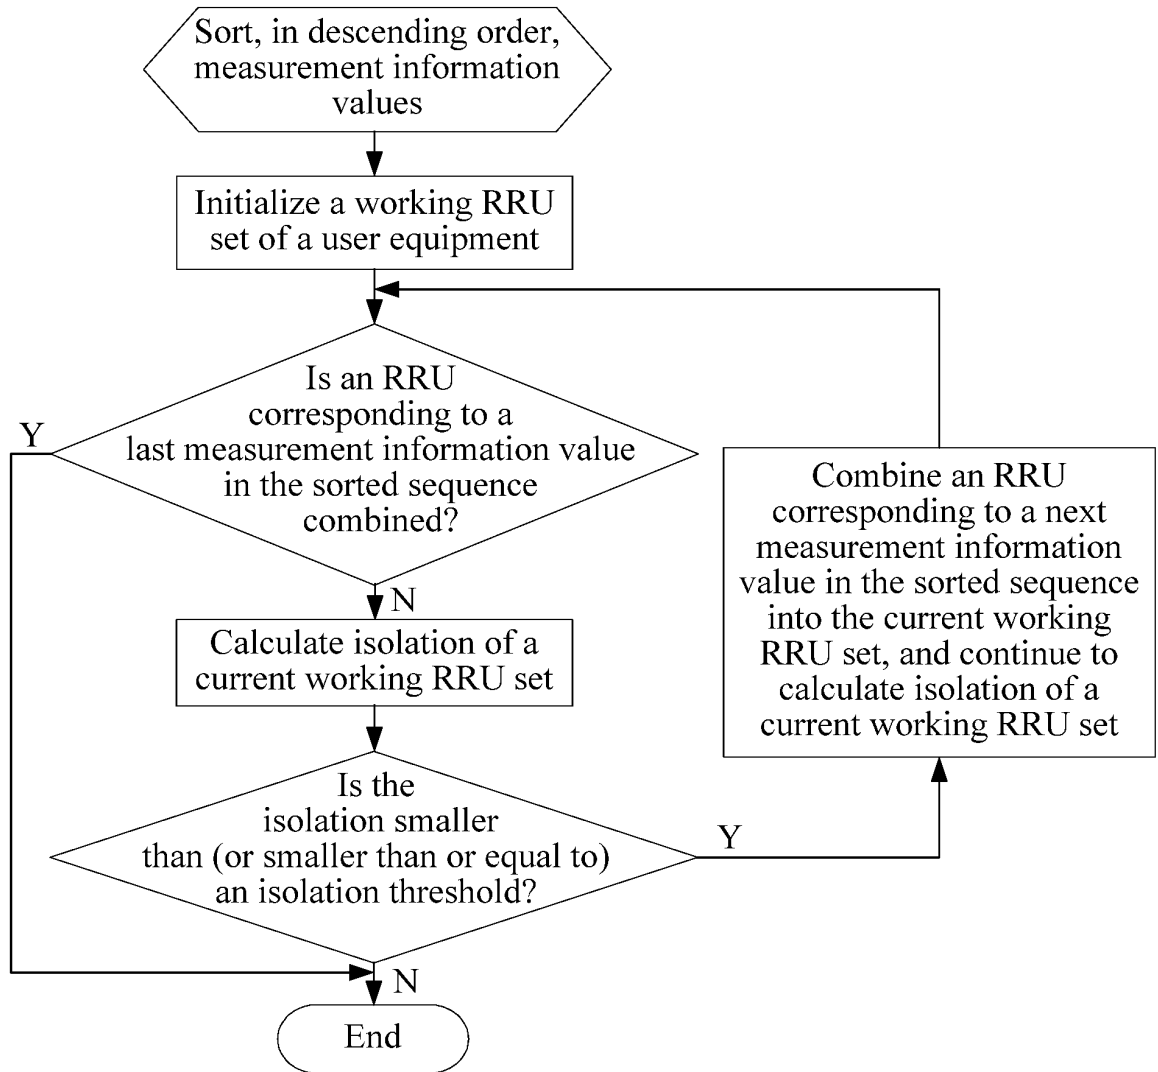 Sort, in descending order,
measurement information
values
Initialize a working RRU
set of a user equipment
Is an RRU
corresponding to a
last measurement information value
in the sorted sequence
combined?
Y
N
Calculate isolation of a
current working RRU set
Is the
isolation smaller
than (or smaller than or equal to)
an isolation threshold?
Y
Combine an RRU
corresponding to a next
measurement information
value in the sorted sequence
into the current working
RRU set, and continue to
calculate isolation of a
current working RRU set
N
End